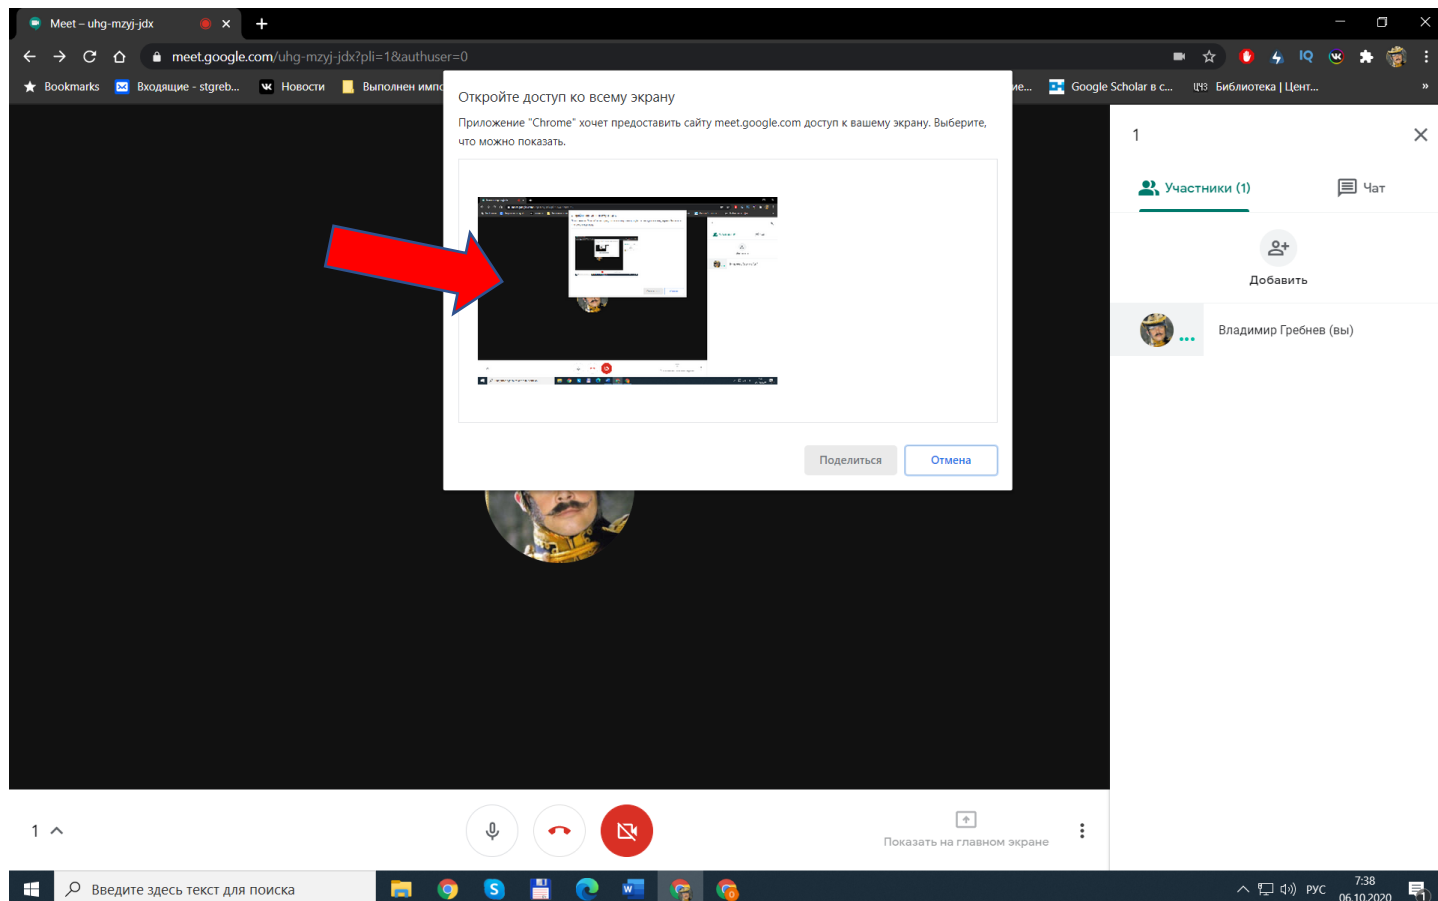 Meet – uhg-mzyj-jdx
meet.google.com/uhg-mzyj-jdx?pli=1&authuser=0
IQ
Bookmarks Входящие - stgreb... Новости Выполнен импо Google Scholar в с... Библиотека | Цент... »
Откройте доступ ко всему экрану
Приложение "Chrome" хочет предоставить сайту meet.google.com доступ к вашему экрану. Выберите,
что можно показать.
Поделиться Отмена
1
Участники (1) Чат
Добавить
Владимир Гребнев (вы)
1
Показать на главном экране
Введите здесь текст для поиска
РУС
7:38
06.10.2020